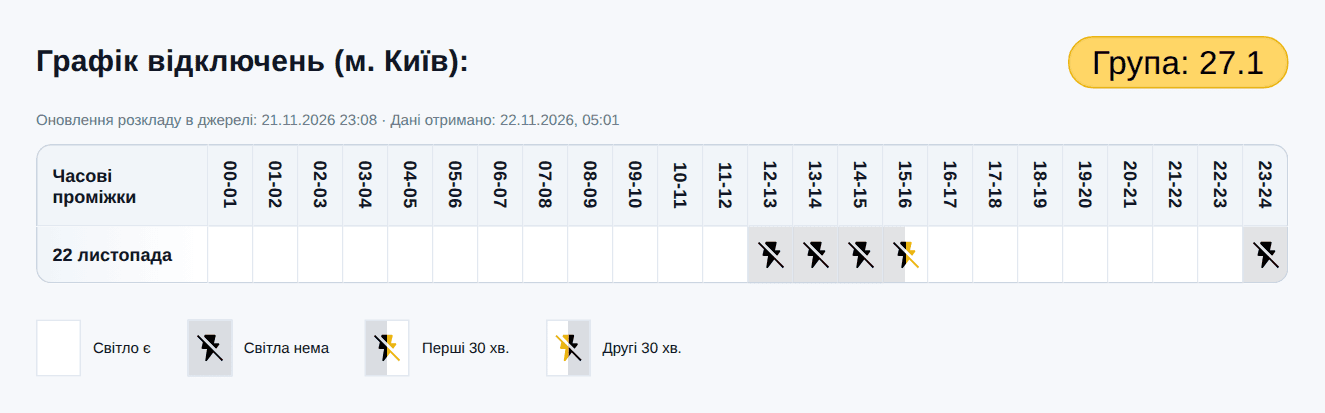 Графік відключень (м. Київ):
Група: 27.1
Оновлення розкладу в джерелі: 21.11.2026 23:08 · Дані отримано: 22.11.2026, 05:01
Часові
проміжки
00-01
01-02
02-03
03-04
04-05
05-06
06-07
07-08
08-09
09-10
10-11
11-12
12-13
13-14
14-15
15-16
16-17
17-18
18-19
19-20
20-21
21-22
22-23
23-24
22 листопада
Світло є
Світла нема
Перші 30 хв.
Другі 30 хв.